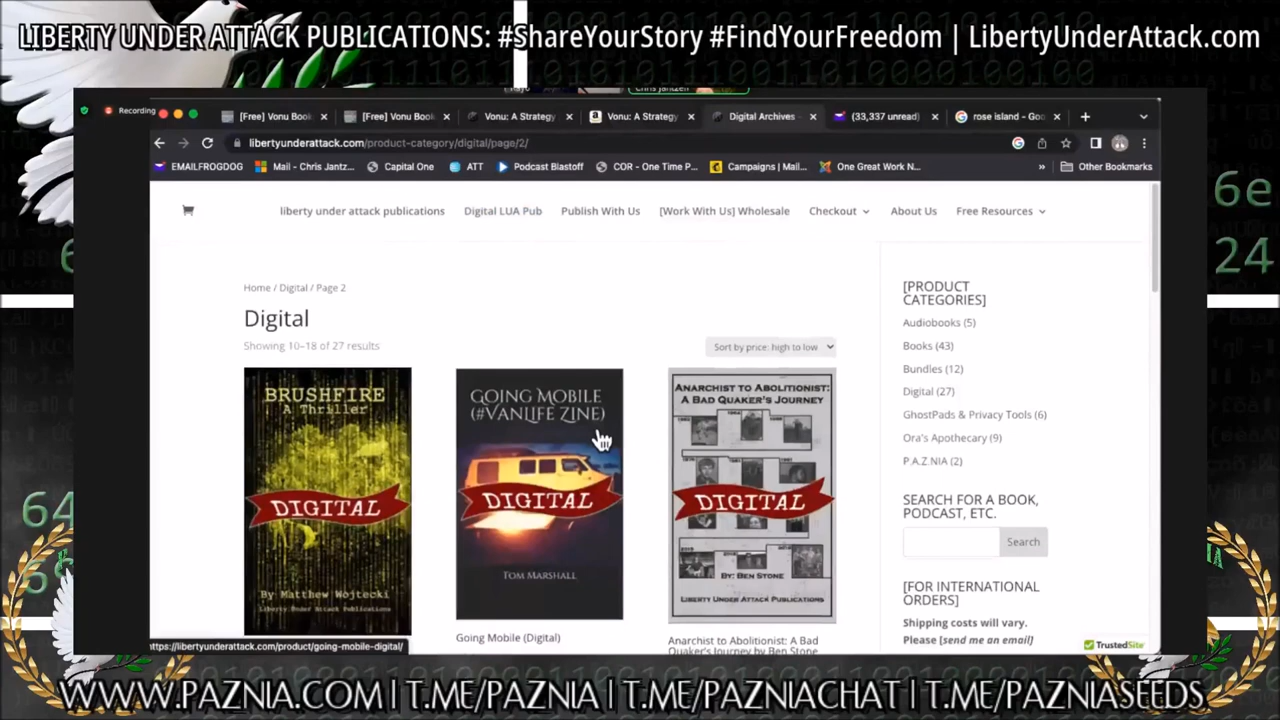 LIBERTY UNDER ATTACK PUBLICATIONS: #ShareYourStory #FindYourFreedom | LibertyUnderAttack.com
Recording
[Free] Vonu Book
[Free] Vonu Book
Vonu: A Strategy
Vonu: A Strategy
Digital Archives -
(33,337 unread)
rose island - Goo
libertyunderattack.com/product-category/digital/page/2/
EMAILFROGDOG
Mail - Chris Jantz...
Capital One
ATT
Podcast Blastoff
COR - One Time P...
Campaigns | Mail...
One Great Work N...
»
Other Bookmarks
liberty under attack publications
Digital LUA Pub
Publish With Us
[Work With Us] Wholesale
Checkout
About Us
Free Resources
Home / Digital / Page 2
Digital
Showing 10–18 of 27 results
Sort by price: high to low
BRUSHFIRE
A Thriller
DIGITAL
By Matthew Wojtecki
Liberty Under Attack Publications
GOING MOBILE
(#VANLIFE ZINE)
DIGITAL
TOM MARSHALL
Going Mobile (Digital)
ANARCHIST TO ABOLITIONIST:
A BAD QUAKER'S JOURNEY
DIGITAL
BY: BEN STONE
LIBERTY UNDER ATTACK PUBLICATIONS
Anarchist to Abolitionist: A Bad
Quaker's Journey by Ben Stone
[PRODUCT
CATEGORIES]
Audiobooks (5)
Books (43)
Bundles (12)
Digital (27)
GhostPads & Privacy Tools (6)
Ora's Apothecary (9)
P.A.Z.NIA (2)
SEARCH FOR A BOOK,
PODCAST, ETC.
Search
[FOR INTERNATIONAL
ORDERS]
Shipping costs will vary.
Please [send me an email]
TrustedSite
https://libertyunderattack.com/product/going-mobile-digital/
6e
24
64
WWW.PAZNIA.COM | T.ME/PAZNIA | T.ME/PAZNIACHAT | T.ME/PAZNIASEEDS